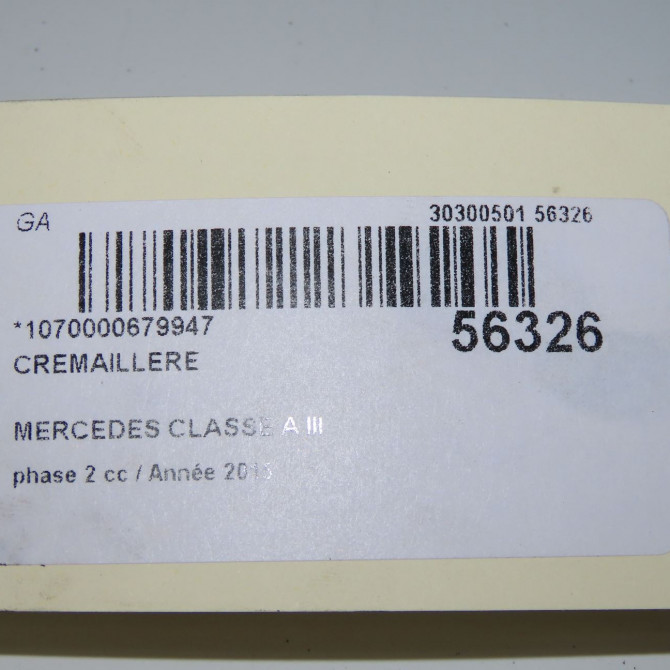 GA
30300501 56326
*1070000679947
56326
CREMAILLERE
MERCEDES CLASSE A III
phase 2 cc / Année